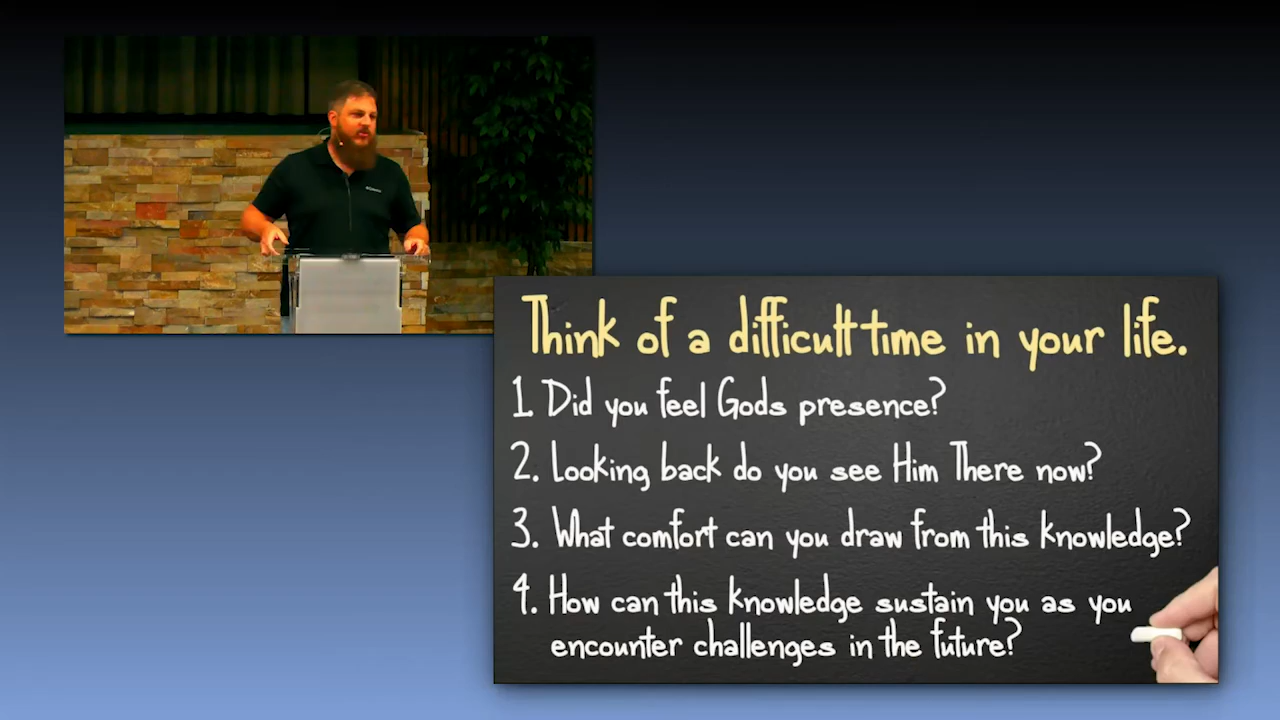 Think of a difficult time in your life.
1. Did you feel Gods presence?
2. Looking back do you see Him There now?
3. What comfort can you draw from this knowledge?
4. How can this knowledge sustain you as you
encounter challenges in the future?